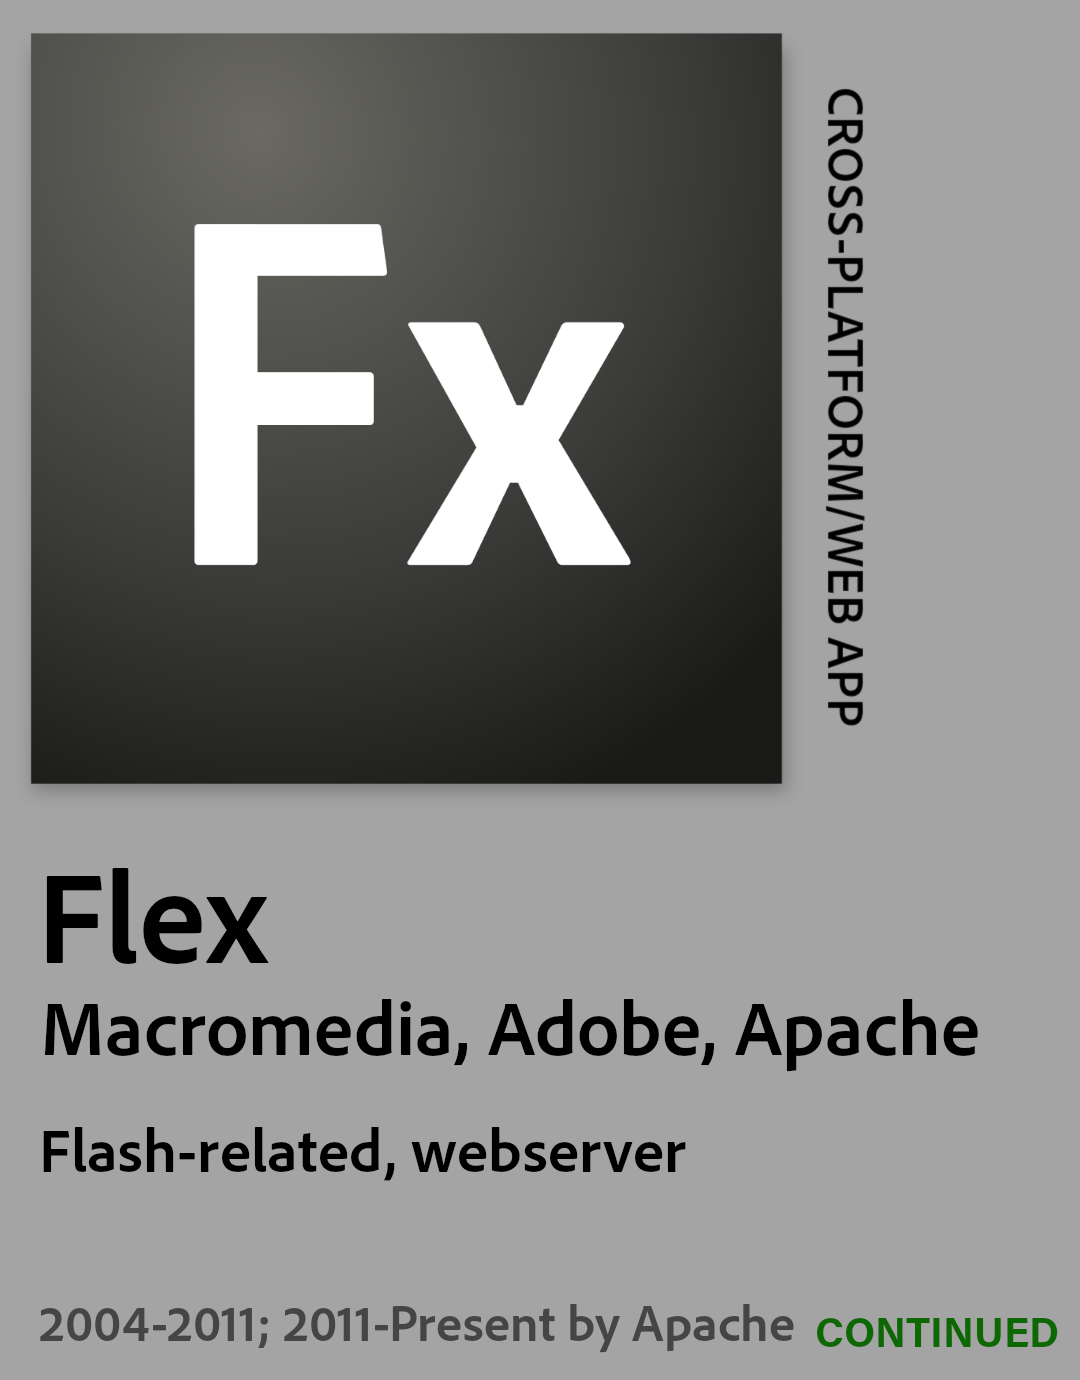 Fx
CROSS-PLATFORM/WEB APP
Flex
Macromedia, Adobe, Apache
Flash-related, webserver
2004-2011; 2011-Present by Apache
CONTINUED